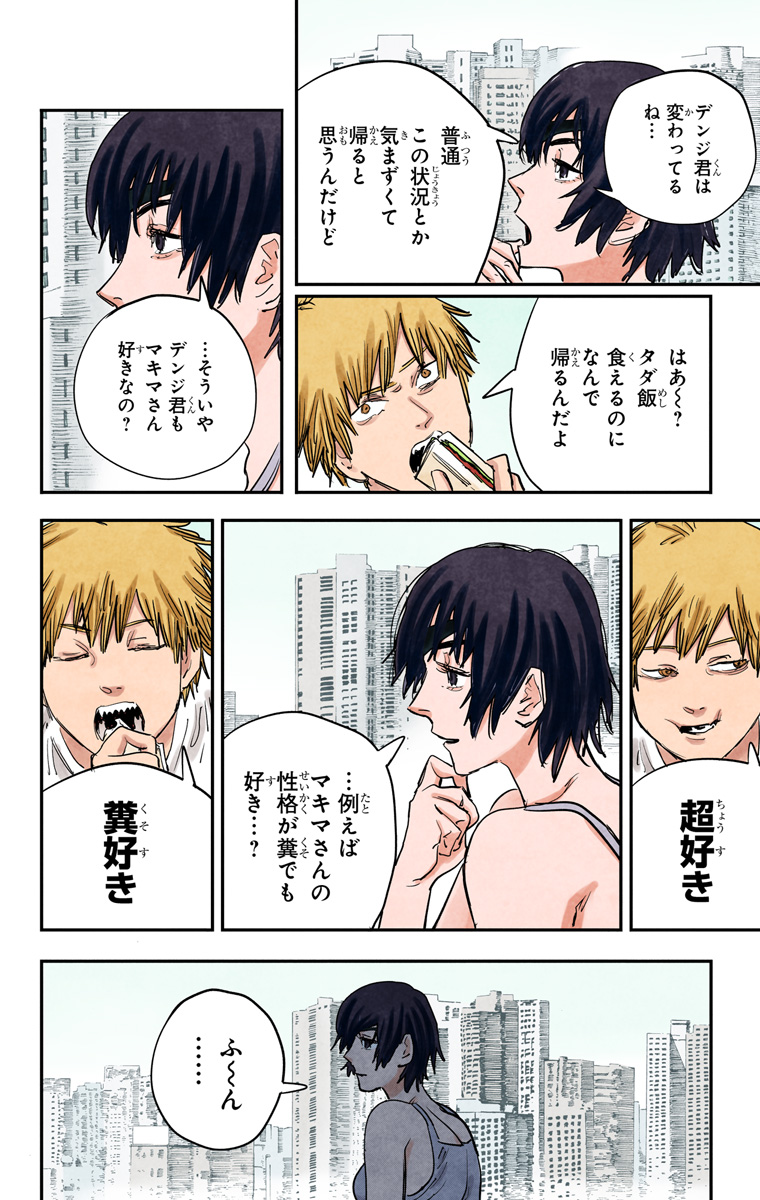 デンジ君は
変わってる
ね…
普通
この状況とか
気まずくて
帰ると
思うんだけど
はあ〜?
タダ飯
食えるのに
なんで
帰るんだよ
…そういや
デンジ君も
マキマさん
好きなの?
超好き
…例えば
マキマさんの
性格が糞でも
好き…?
糞好き
ふ〜ん
……